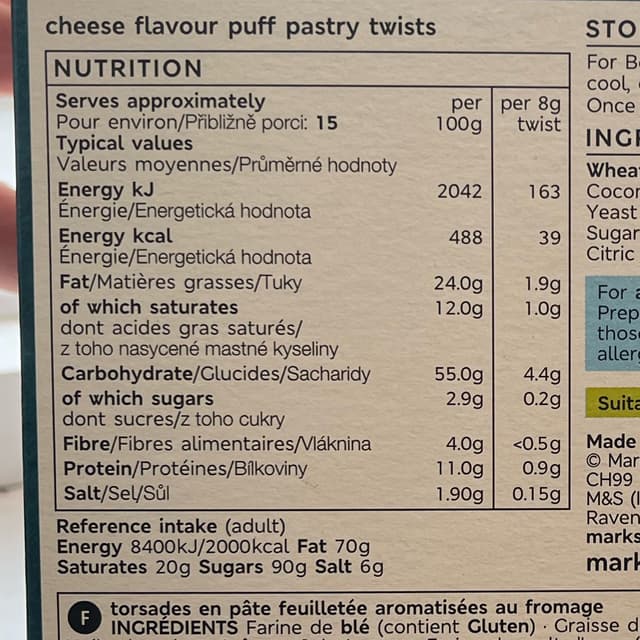 cheese flavour puff pastry twists
NUTRITION
Serves approximately
Pour environ/Přibližně porci: 15
per 100g
per 8g twist
Typical values
Valeurs moyennes/Průměrné hodnoty
Energy kJ 2042 163
Énergie/Energetická hodnota
Energy kcal 488 39
Énergie/Energetická hodnota
Fat/Matières grasses/Tuky 24.0g 1.9g
of which saturates 12.0g 1.0g
dont acides gras saturés/
z toho nasycené mastné kyseliny
Carbohydrate/Glucides/Sacharidy 55.0g 4.4g
of which sugars 2.9g 0.2g
dont sucres/z toho cukry
Fibre/Fibres alimentaires/Vláknina 4.0g <0.5g
Protein/Protéines/Bílkoviny 11.0g 0.9g
Salt/Sel/Sůl 1.90g 0.15g
Reference intake (adult)
Energy 8400kJ/2000kcal Fat 70g
Saturates 20g Sugars 90g Salt 6g
F torsades en pâte feuilletée aromatisées au fromage
INGRÉDIENTS Farine de blé (contient Gluten) · Graisse
STO
For
cool,
Once
ING
Whea
Coco
Yeast
Sugar
Citric
For
Prep
thos
aller
Suita
Made
© Mar
CH99
M&S
Raven
marks
mark